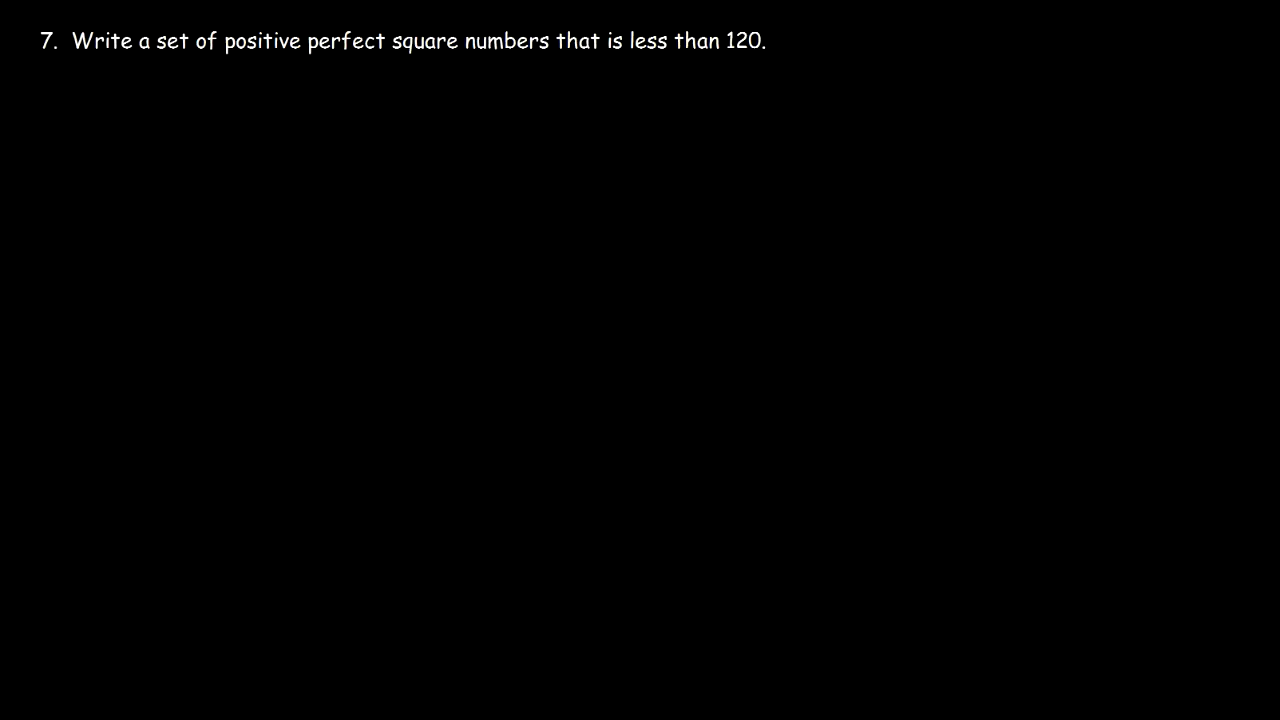 7. Write a set of positive perfect square numbers that is less than 120.